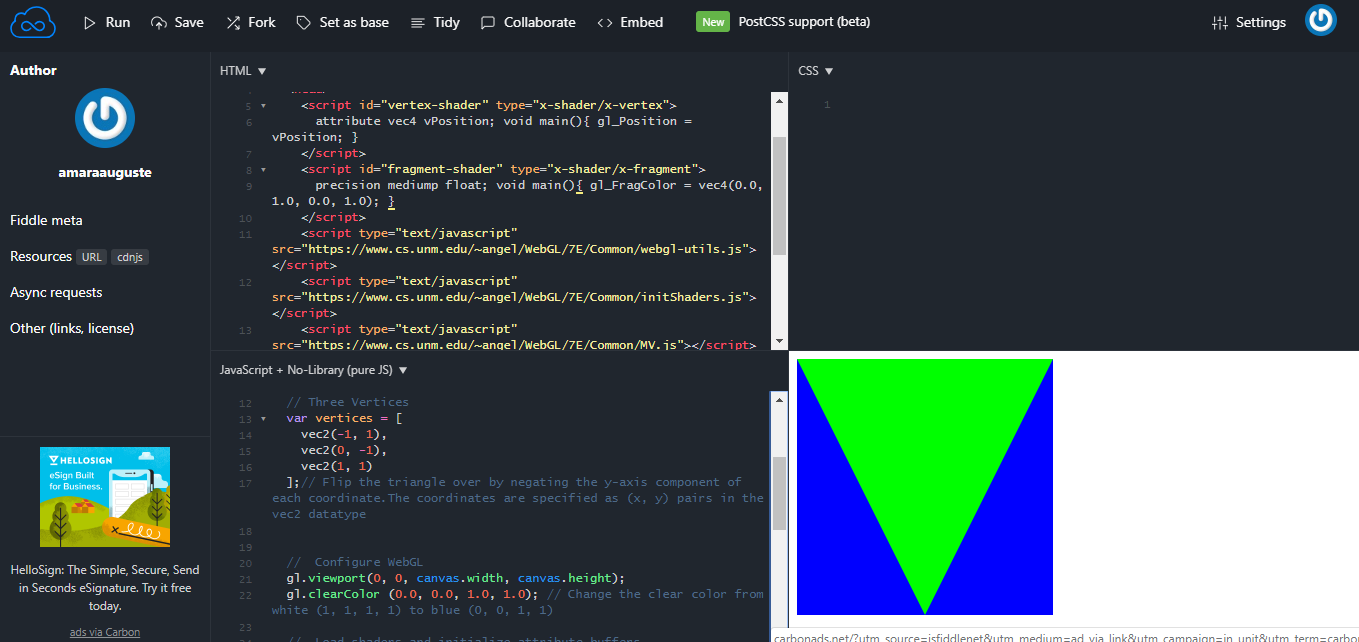 Run Save Fork Set as base Tidy Collaborate <> Embed New PostCSS support (beta) Settings
Author
amaraauguste
Fiddle meta
Resources URL cdnjs
Async requests
Other (links, license)
HELLOSIGN
eSign Built
for Business.
HelloSign: The Simple, Secure, Send
in Seconds eSignature. Try it free
today.
ads via Carbon
HTML ▼
5 <script id="vertex-shader" type="x-shader/x-vertex">
6 attribute vec4 vPosition; void main(){ gl_Position =
vPosition; }
7 </script>
8 <script id="fragment-shader" type="x-shader/x-fragment">
9 precision mediump float; void main(){ gl_FragColor = vec4(0.0,
1.0, 0.0, 1.0); }
10 </script>
11 <script type="text/javascript"
src="https://www.cs.unm.edu/~angel/WebGL/7E/Common/webgl-utils.js">
</script>
12 <script type="text/javascript"
src="https://www.cs.unm.edu/~angel/WebGL/7E/Common/initShaders.js">
</script>
13 <script type="text/javascript"
src="https://www.cs.unm.edu/~angel/WebGL/7E/Common/MV.js"></script>
CSS ▼
1
JavaScript + No-Library (pure JS) ▼
12 // Three Vertices
13 var vertices = [
14 vec2(-1, 1),
15 vec2(0, -1),
16 vec2(1, 1)
17 ];// Flip the triangle over by negating the y-axis component of
each coordinate.The coordinates are specified as (x, y) pairs in the
vec2 datatype
18
19
20 // Configure WebGL
21 gl.viewport(0, 0, canvas.width, canvas.height);
22 gl.clearColor (0.0, 0.0, 1.0, 1.0); // Change the clear color from
white (1, 1, 1, 1) to blue (0, 0, 1, 1)
23
// Load shaders and initialize attribute buffers
carbonads.net/?utm_source=jsfiddlenet&utm_medium=ad_via_link&utm_campaign=in_unit&utm_term=carbo